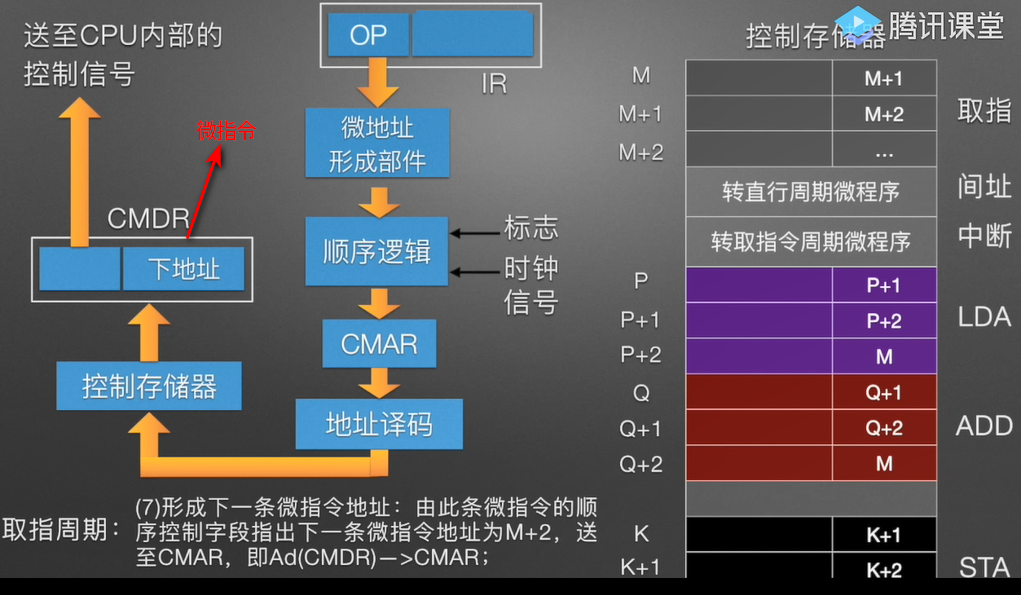 送至CPU内部的
控制信号
微指令
CMDR
下地址
控制存储器
OP
IR
微地址
形成部件
顺序逻辑
标志
时钟
信号
CMAR
地址译码
取指周期：
(7)形成下一条微指令地址：由此条微指令的顺
序控制字段指出下一条微指令地址为M+2，送
至CMAR，即Ad(CMDR)—>CMAR；
腾讯课堂
控制存储器
M M+1
M+1 M+2 取指
M+2 ...
转直行周期微程序 间址
转取指令周期微程序 中断
P P+1
P+1 P+2 LDA
P+2 M
Q Q+1
Q+1 Q+2 ADD
Q+2 M
K K+1
K+1 K+2 STA